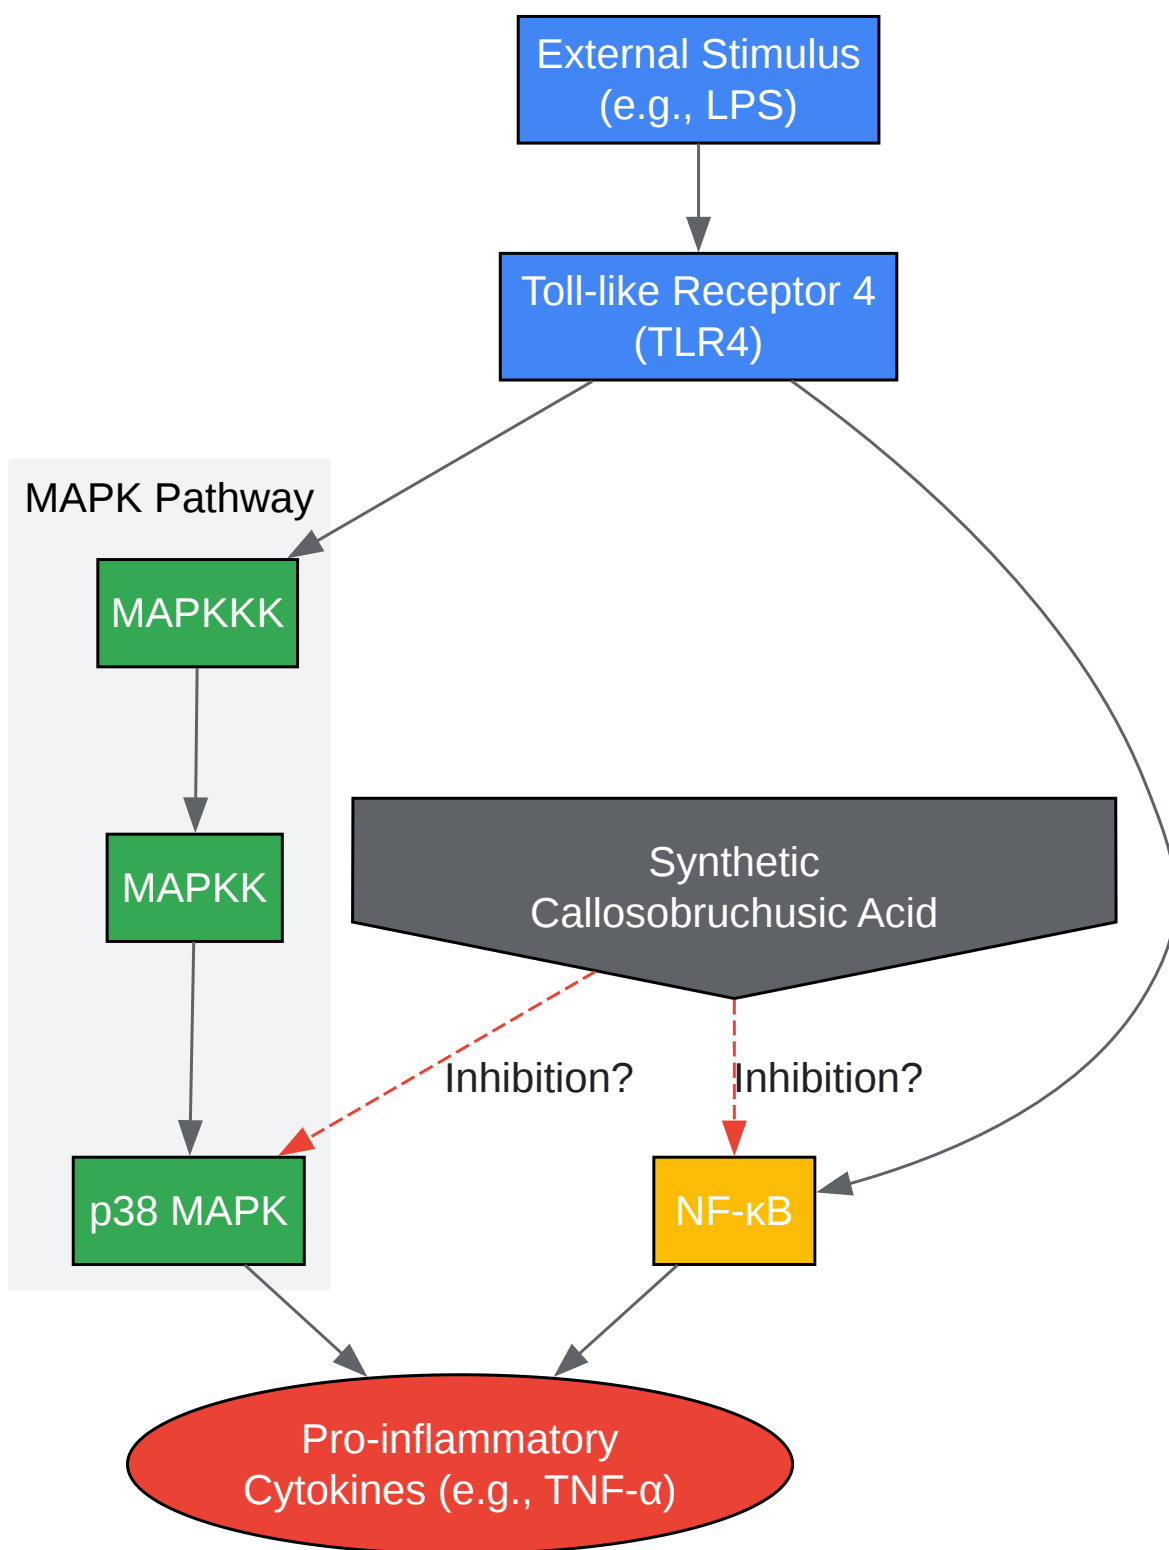 External Stimulus
(e.g., LPS)
Toll-like Receptor 4
(TLR4)
MAPK Pathway
MAPKKK
MAPKK
Synthetic
Callosobruchusic Acid
Inhibition?
Inhibition?
p38 MAPK
NF-κB
Pro-inflammatory
Cytokines (e.g., TNF-α)